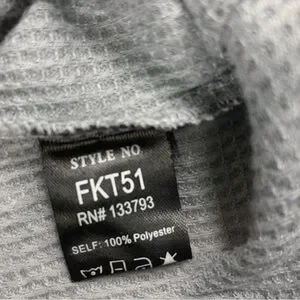 STYLE NO
FKT51
RN# 133793
SELF: 100% Polyester